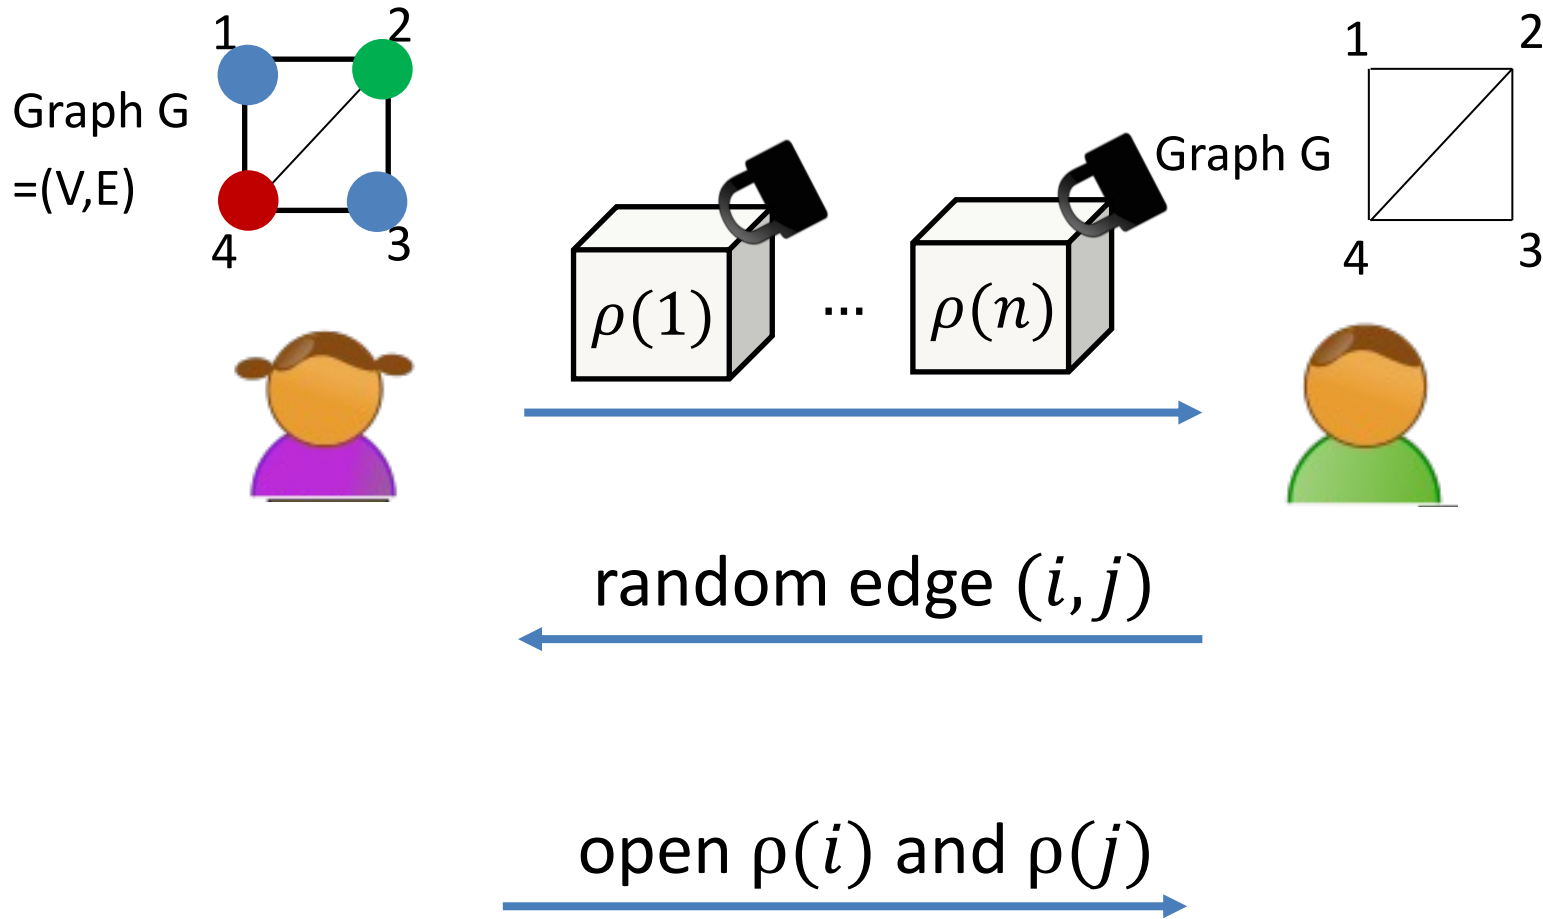 1 2
Graph G
=(V,E)
4 3
ρ(1) ... ρ(n)
1 2
Graph G
4 3
random edge (i, j)
open ρ(i) and ρ(j)